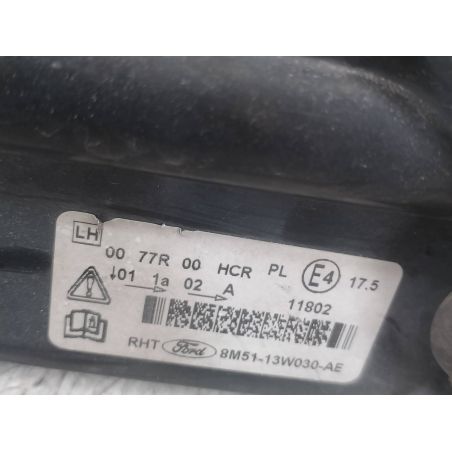 LH
00 77R 00 HCR PL E4 17.5
↓01 1a 02 A
11802
RHT Ford 8M51-13W030-AE